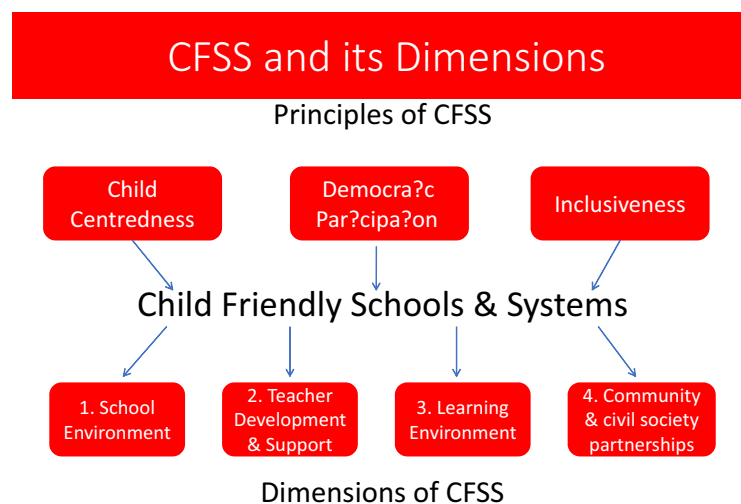 CFSS and its Dimensions
Principles of CFSS
Child
Centredness
Democra?c
Par?cipa?on
Inclusiveness
Child Friendly Schools & Systems
1. School
Environment
2. Teacher
Development
& Support
3. Learning
Environment
4. Community
& civil society
partnerships
Dimensions of CFSS